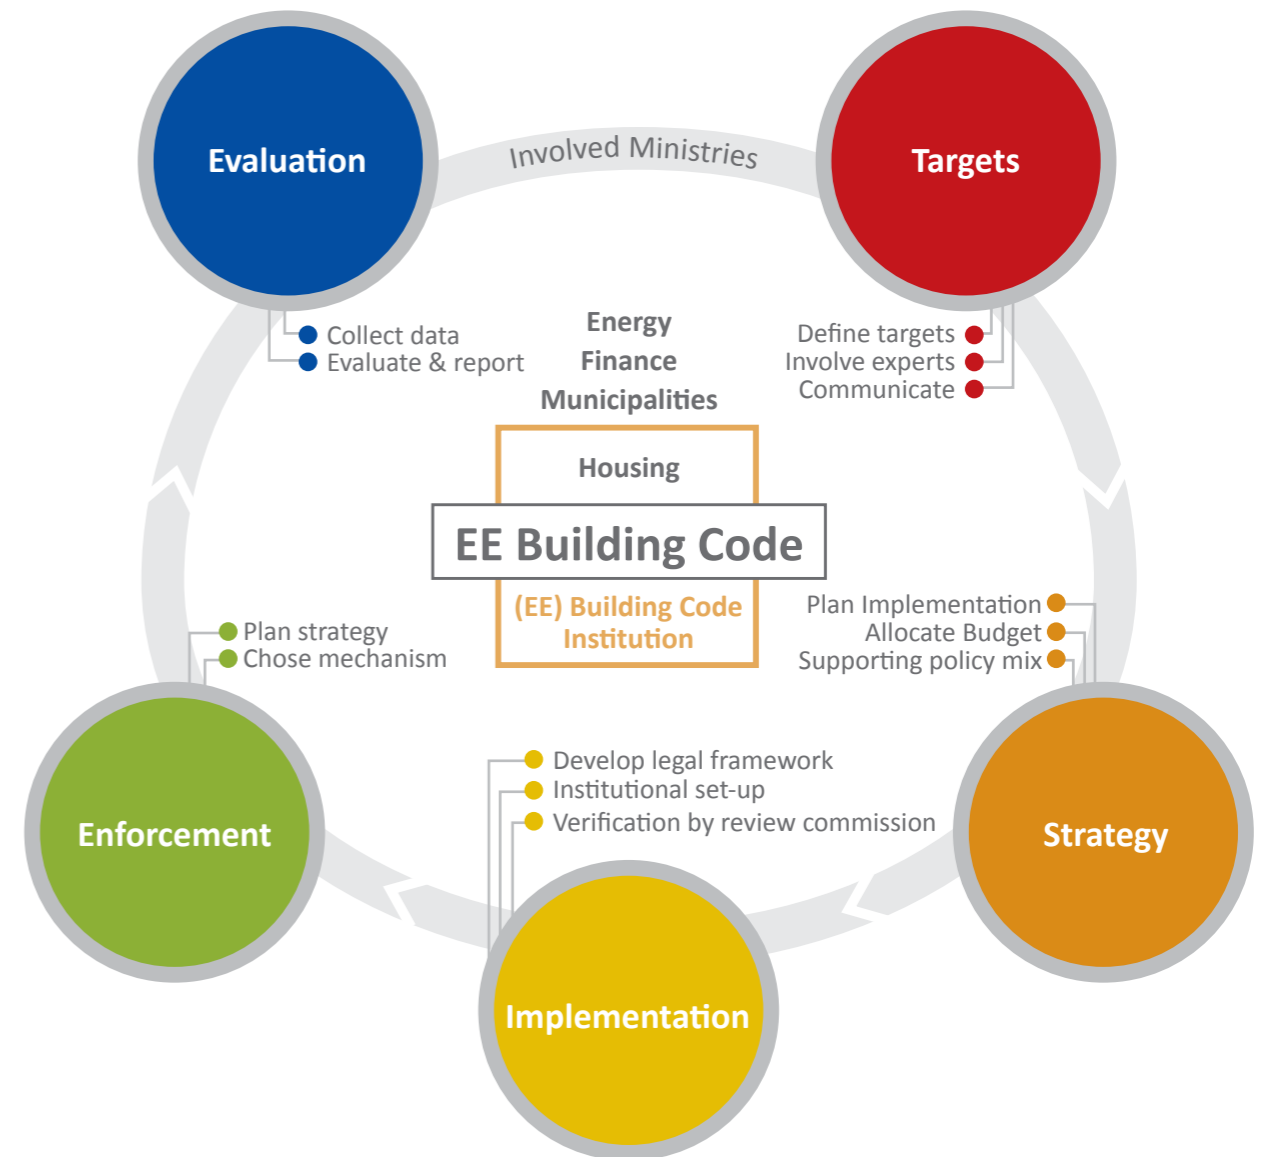 Involved Ministries
Evaluation
Collect data
Evaluate & report
Targets
Define targets
Involve experts
Communicate
Energy
Finance
Municipalities
Housing
EE Building Code
(EE) Building Code
Institution
Plan Implementation
Allocate Budget
Supporting policy mix
Strategy
Develop legal framework
Institutional set-up
Verification by review commission
Implementation
Plan strategy
Chose mechanism
Enforcement